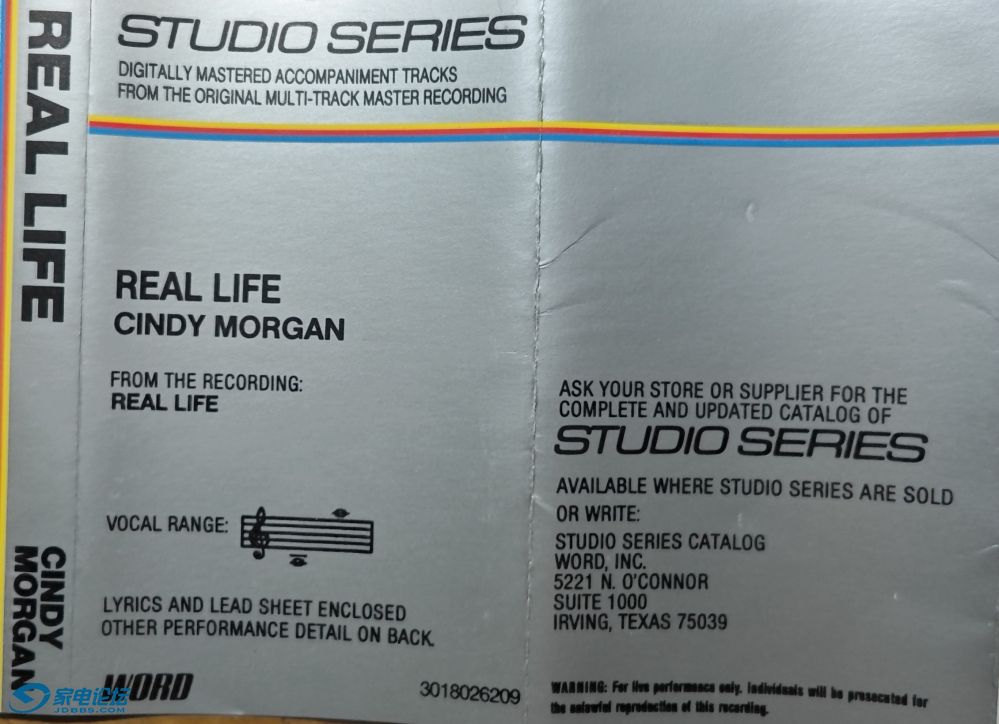 REAL LIFE
CINDY
MORGAN
STUDIO SERIES
DIGITALLY MASTERED ACCOMPANIMENT TRACKS
FROM THE ORIGINAL MULTI-TRACK MASTER RECORDING
REAL LIFE
CINDY MORGAN
FROM THE RECORDING:
REAL LIFE
VOCAL RANGE:
LYRICS AND LEAD SHEET ENCLOSED
OTHER PERFORMANCE DETAIL ON BACK.
WORD
3018026209
ASK YOUR STORE OR SUPPLIER FOR THE
COMPLETE AND UPDATED CATALOG OF
STUDIO SERIES
AVAILABLE WHERE STUDIO SERIES ARE SOLD
OR WRITE:
STUDIO SERIES CATALOG
WORD, INC.
5221 N. O'CONNOR
SUITE 1000
IRVING, TEXAS 75039
WARNING: For live performance only. Individuals will be prosecuted for
the unlawful reproduction of this recording.
家电论坛
JDBBS.COM